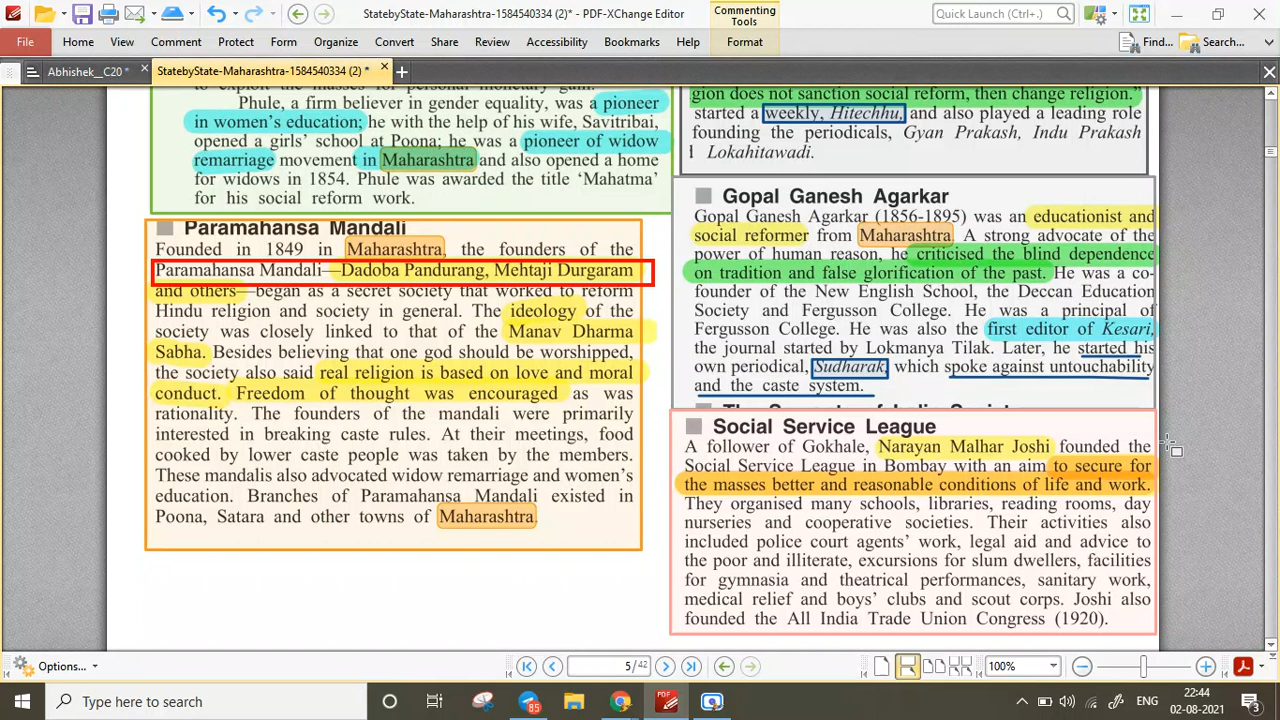 Commenting
Tools
StatebyState-Maharashtra-1584540334 (2)* - PDF-XChange Editor
Quick Launch (Ctrl+.)
File
Home
View
Comment
Protect
Form
Organize
Convert
Share
Review
Accessibility
Bookmarks
Help
Format
Find...
Search...
Abhishek__C20 *
StatebyState-Maharashtra-1584540334 (2) *
to exploit the masses for personal monetary gain.
Phule, a firm believer in gender equality, was a pioneer
in women's education; he with the help of his wife, Savitribai,
opened a girls' school at Poona; he was a pioneer of widow
remarriage movement in Maharashtra and also opened a home
for widows in 1854. Phule was awarded the title 'Mahatma'
for his social reform work.
Paramahansa Mandali
Founded in 1849 in Maharashtra, the founders of the
Paramahansa Mandali—Dadoba Pandurang, Mehtaji Durgaram
and others—began as a secret society that worked to reform
Hindu religion and society in general. The ideology of the
society was closely linked to that of the Manav Dharma
Sabha. Besides believing that one god should be worshipped,
the society also said real religion is based on love and moral
conduct. Freedom of thought was encouraged as was
rationality. The founders of the mandali were primarily
interested in breaking caste rules. At their meetings, food
cooked by lower caste people was taken by the members.
These mandalis also advocated widow remarriage and women's
education. Branches of Paramahansa Mandali existed in
Poona, Satara and other towns of Maharashtra.
gion does not sanction social reform, then change religion."
started a weekly, Hitechhu, and also played a leading role
founding the periodicals, Gyan Prakash, Indu Prakash
l Lokahitawadi.
Gopal Ganesh Agarkar
Gopal Ganesh Agarkar (1856-1895) was an educationist and
social reformer from Maharashtra A strong advocate of the
power of human reason, he criticised the blind dependence
on tradition and false glorification of the past. He was a co-
founder of the New English School, the Deccan Education
Society and Fergusson College. He was a principal of
Fergusson College. He was also the first editor of Kesari,
the journal started by Lokmanya Tilak. Later, he started his
own periodical, Sudharak, which spoke against untouchability
and the caste system.
Social Service League
A follower of Gokhale, Narayan Malhar Joshi founded the
Social Service League in Bombay with an aim to secure for
the masses better and reasonable conditions of life and work.
They organised many schools, libraries, reading rooms, day
nurseries and cooperative societies. Their activities also
included police court agents' work, legal aid and advice to
the poor and illiterate, excursions for slum dwellers, facilities
for gymnasia and theatrical performances, sanitary work,
medical relief and boys' clubs and scout corps. Joshi also
founded the All India Trade Union Congress (1920).
Options...
5 / 42
100%
Type here to search
85
ENG
22:44
02-08-2021
3